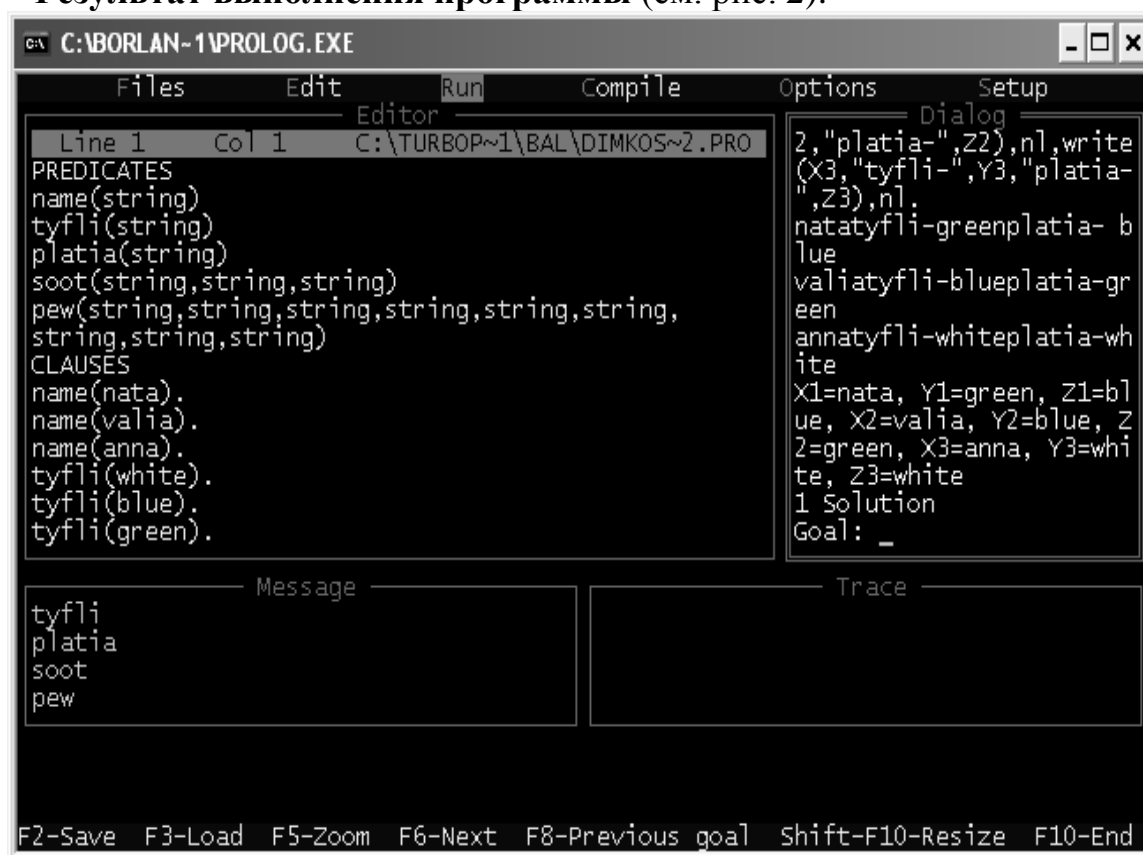 Результат выполнения программы (см. рис. 2).
C:\BORLAN~1\PROLOG.EXE
Files Edit Run Compile Options Setup
Editor
Line 1 Col 1 C:\TURBOP~1\BAL\DIMKOS~2.PRO
PREDICATES
name(string)
tyfli(string)
platia(string)
soot(string,string,string)
pew(string,string,string,string,string,string,
string,string,string)
CLAUSES
name(nata).
name(valia).
name(anna).
tyfli(white).
tyfli(blue).
tyfli(green).
Dialog
2,"platia-",Z2),nl,write
(X3,"tyfli-",Y3,"platia-
",Z3),nl.
natatyfli-greenplatia- b
lue
valiatyfli-blueplatia-gr
een
annatyfli-whiteplatia-wh
ite
X1=nata, Y1=green, Z1=bl
ue, X2=valia, Y2=blue, Z
2=green, X3=anna, Y3=whi
te, Z3=white
1 Solution
Goal: _
Message
tyfli
platia
soot
pew
Trace
F2-Save F3-Load F5-Zoom F6-Next F8-Previous goal Shift-F10-Resize F10-End